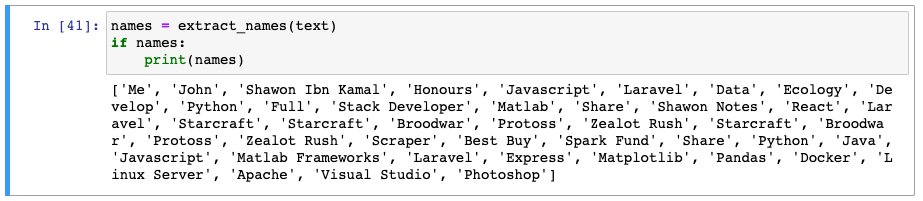 In [41]: names = extract_names(text)
if names:
    print(names)
['Me', 'John', 'Shawon Ibn Kamal', 'Honours', 'Javascript', 'Laravel', 'Data', 'Ecology', 'De
velop', 'Python', 'Full', 'Stack Developer', 'Matlab', 'Share', 'Shawon Notes', 'React', 'Lar
avel', 'Starcraft', 'Starcraft', 'Broodwar', 'Protoss', 'Zealot Rush', 'Starcraft', 'Broodwa
r', 'Protoss', 'Zealot Rush', 'Scraper', 'Best Buy', 'Spark Fund', 'Share', 'Python', 'Java',
'Javascript', 'Matlab Frameworks', 'Laravel', 'Express', 'Matplotlib', 'Pandas', 'Docker', 'L
inux Server', 'Apache', 'Visual Studio', 'Photoshop']